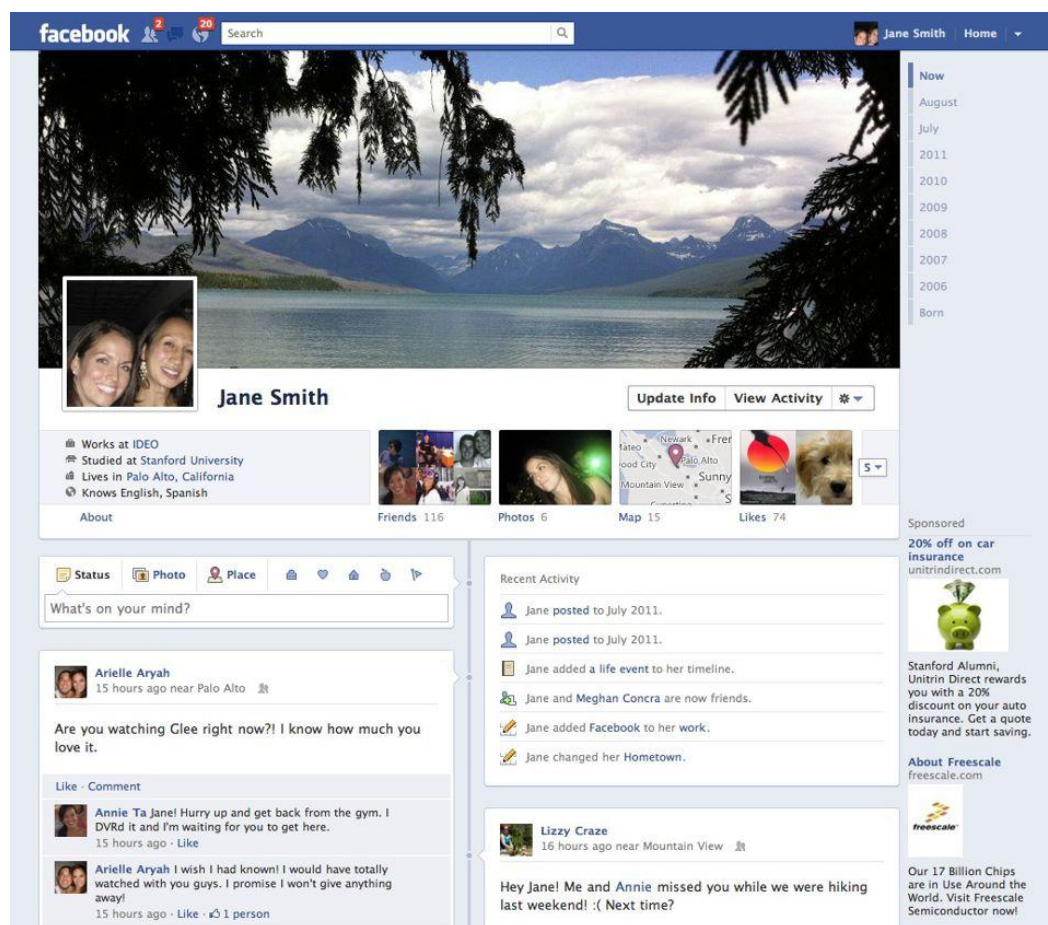 facebook 2 20 Search Jane Smith Home
Now
August
July
2011
2010
2009
2008
2007
2006
Born
Jane Smith
Update Info View Activity
Works at IDEO
Studied at Stanford University
Lives in Palo Alto, California
Knows English, Spanish
About
Newark
Palo Alto
Mountain View
Sunny
5
Friends 116
Photos 6
Map 15
Likes 74
Status Photo Place
What's on your mind?
Arielle Aryah
15 hours ago near Palo Alto
Are you watching Glee right now?! I know how much you
love it.
Like · Comment
Annie Ta Jane! Hurry up and get back from the gym. I
DVRd it and I'm waiting for you to get here.
15 hours ago · Like
Arielle Aryah I wish I had known! I would have totally
watched with you guys. I promise I won't give anything
away!
15 hours ago · Like · 1 person
Recent Activity
Jane posted to July 2011.
Jane posted to July 2011.
Jane added a life event to her timeline.
Jane and Meghan Concra are now friends.
Jane added Facebook to her work.
Jane changed her Hometown.
Lizzy Craze
16 hours ago near Mountain View
Hey Jane! Me and Annie missed you while we were hiking
last weekend! :( Next time?
Sponsored
20% off on car
insurance
unitrindirect.com
Stanford Alumni,
Unitrin Direct rewards
you with a 20%
discount on your auto
insurance. Get a quote
today and start saving.
About Freescale
freescale.com
freescale
Our 17 Billion Chips
are in Use Around the
World. Visit Freescale
Semiconductor now!